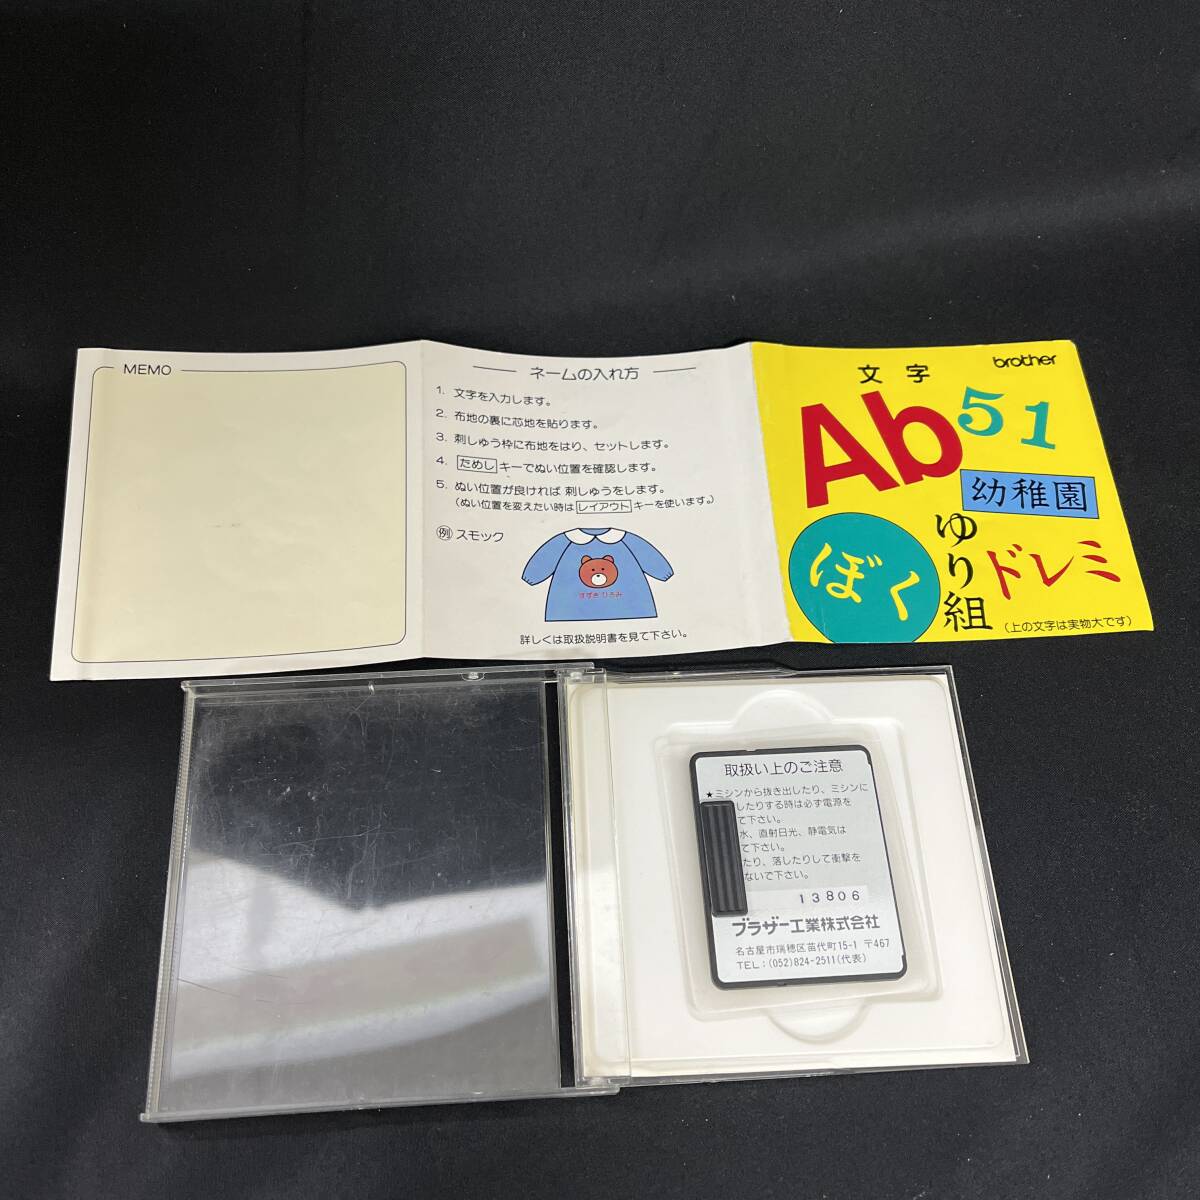 MEMO
ネームの入れ方
1. 文字を入力します。
2. 布地の裏に芯地を貼ります。
3. 刺しゅう枠に布地をはり、セットします。
4. ためしキーでぬい位置を確認します。
5. ぬい位置が良ければ 刺しゅうをします。
(ぬい位置を変えたい時はレイアウトキーを使います。)
例 スモック
すずき ひろみ
詳しくは取扱説明書を見て下さい。
brother
文字
Ab
51
幼稚園
ぼく
ゆり組
ドレミ
(上の文字は実物大です)
取扱い上のご注意
★ミシンから抜き出したり、ミシンに
したりする時は必ず電源を
て下さい。
水、直射日光、静電気は
て下さい。
たり、落したりして衝撃を
ないで下さい。
13806
ブラザー工業株式会社
名古屋市瑞穂区苗代町15-1 〒467
TEL:(052)824-2511(代表)